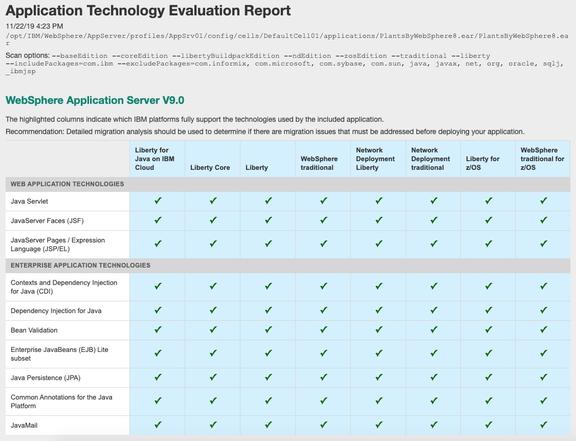 Application Technology Evaluation Report
11/22/19 4:23 PM
/opt/IBM/WebSphere/AppServer/profiles/AppSrv01/config/cells/DefaultCell01/applications/PlantsByWebSphere8.ear/PlantsByWebSphere8.ea
r
Scan options: --baseEdition --coreEdition --libertyBuildpackEdition --ndEdition --zosEdition --traditional --liberty
--includePackages=com.ibm --excludePackages=com.informix, com.microsoft, com.sybase, com.sun, java, javax, net, org, oracle, sqlj,
_ibmjsp
WebSphere Application Server V9.0
The highlighted columns indicate which IBM platforms fully support the technologies used by the included application.
Recommendation: Detailed migration analysis should be used to determine if there are migration issues that must be addressed before deploying your application.
Liberty for Java on IBM Cloud
Liberty Core
Liberty
WebSphere traditional
Network Deployment Liberty
Network Deployment traditional
Liberty for z/OS
WebSphere traditional for z/OS
WEB APPLICATION TECHNOLOGIES
Java Servlet ✓ ✓ ✓ ✓ ✓ ✓ ✓ ✓
JavaServer Faces (JSF) ✓ ✓ ✓ ✓ ✓ ✓ ✓ ✓
JavaServer Pages / Expression
Language (JSP/EL) ✓ ✓ ✓ ✓ ✓ ✓ ✓ ✓
ENTERPRISE APPLICATION TECHNOLOGIES
Contexts and Dependency Injection
for Java (CDI) ✓ ✓ ✓ ✓ ✓ ✓ ✓ ✓
Dependency Injection for Java ✓ ✓ ✓ ✓ ✓ ✓ ✓ ✓
Bean Validation ✓ ✓ ✓ ✓ ✓ ✓ ✓ ✓
Enterprise JavaBeans (EJB) Lite
subset ✓ ✓ ✓ ✓ ✓ ✓ ✓ ✓
Java Persistence (JPA) ✓ ✓ ✓ ✓ ✓ ✓ ✓ ✓
Common Annotations for the Java
Platform ✓ ✓ ✓ ✓ ✓ ✓ ✓ ✓
JavaMail ✓ ✓ ✓ ✓ ✓ ✓ ✓ ✓